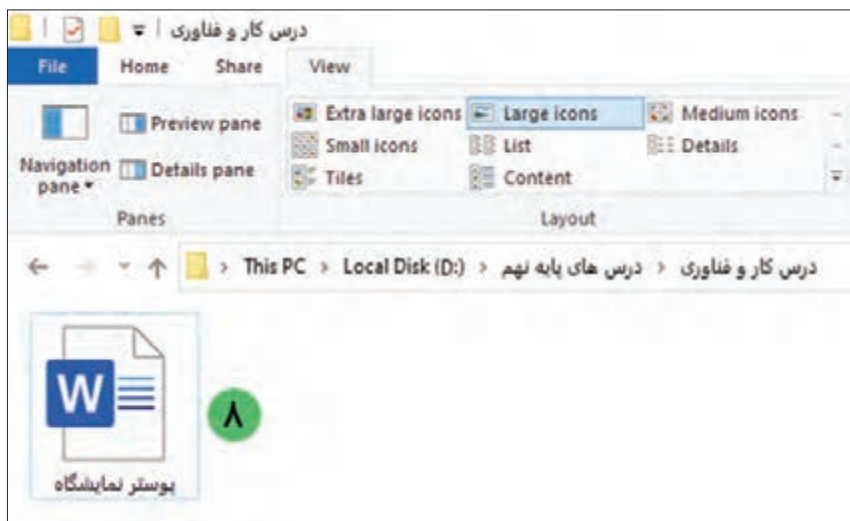 درس کار و فناوری
File Home Share View
Navigation pane
Preview pane
Details pane
Panes
Extra large icons Large icons Medium icons
Small icons List Details
Tiles Content
Layout
This PC > Local Disk (D:) > درس های پایه نهم > درس کار و فناوری
۸
پوستر نمایشگاه